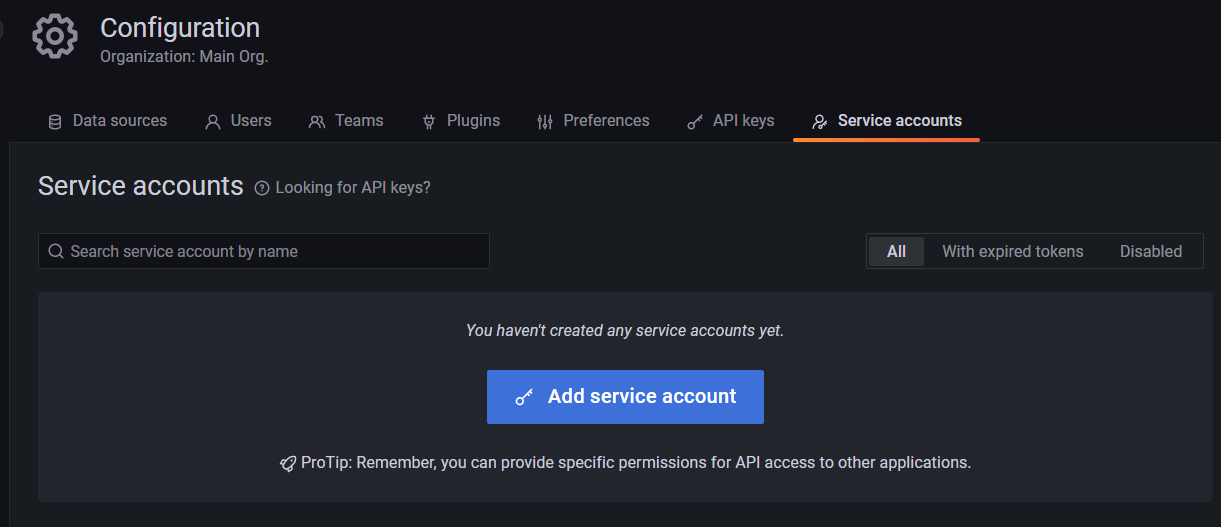 Configuration
Organization: Main Org.
Data sources Users Teams Plugins Preferences API keys Service accounts
Service accounts Looking for API keys?
Search service account by name All With expired tokens Disabled
You haven't created any service accounts yet.
Add service account
ProTip: Remember, you can provide specific permissions for API access to other applications.